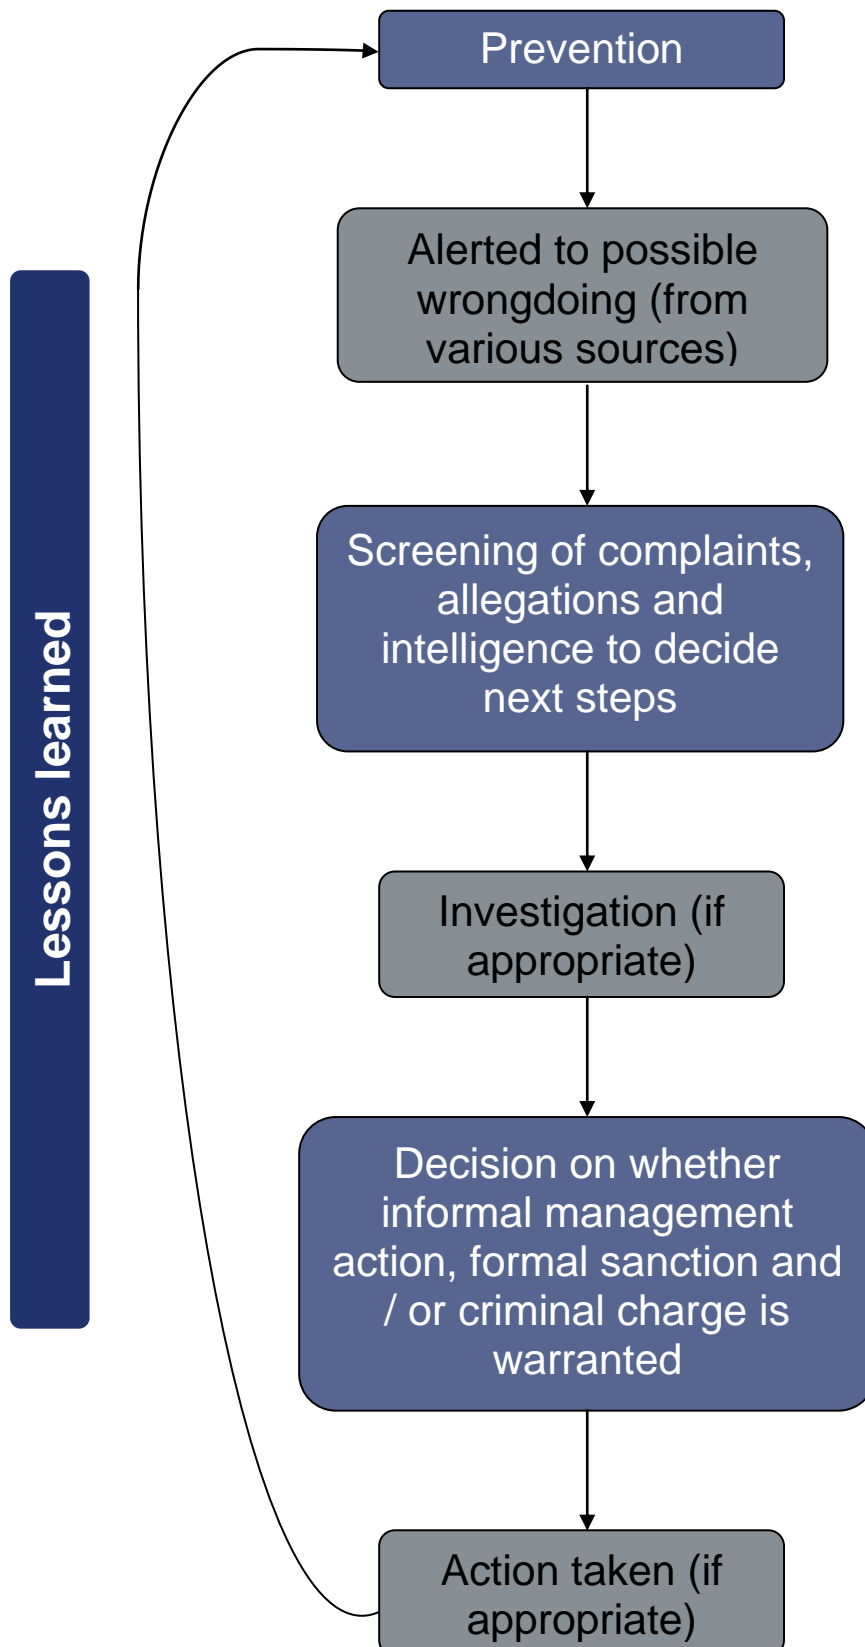 Prevention
Alerted to possible
wrongdoing (from
various sources)
Lessons learned
Screening of complaints,
allegations and
intelligence to decide
next steps
Investigation (if
appropriate)
Decision on whether
informal management
action, formal sanction and
/ or criminal charge is
warranted
Action taken (if
appropriate)